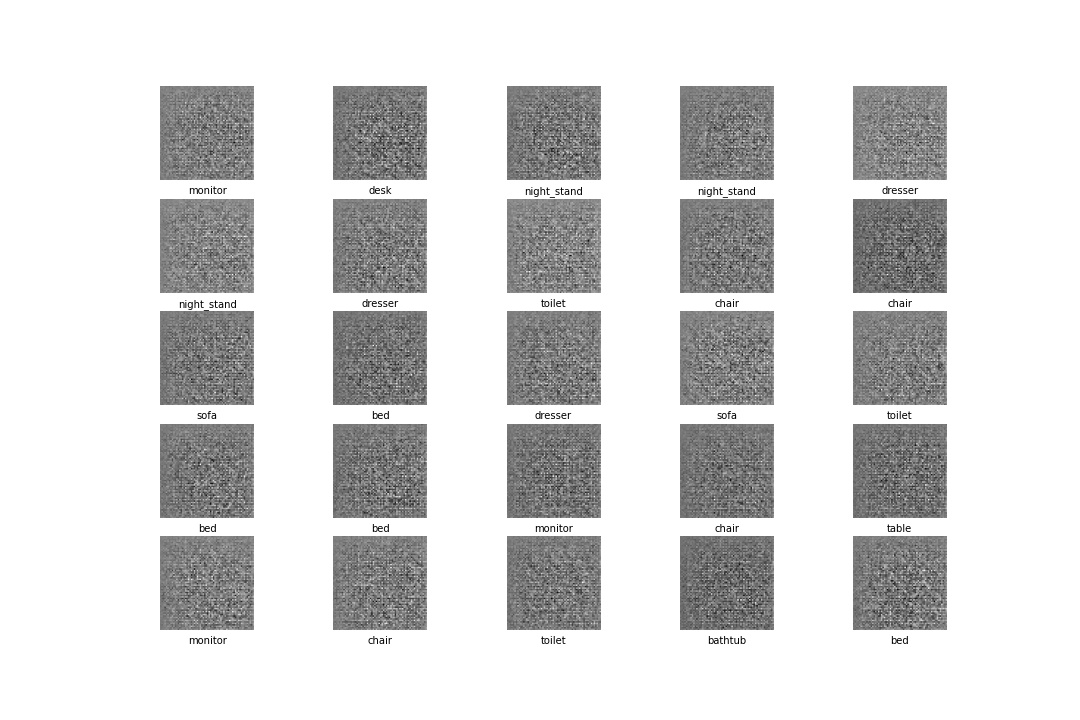 monitor desk night_stand night_stand dresser
night_stand dresser toilet chair chair
sofa bed dresser sofa toilet
bed bed monitor chair table
monitor chair toilet bathtub bed